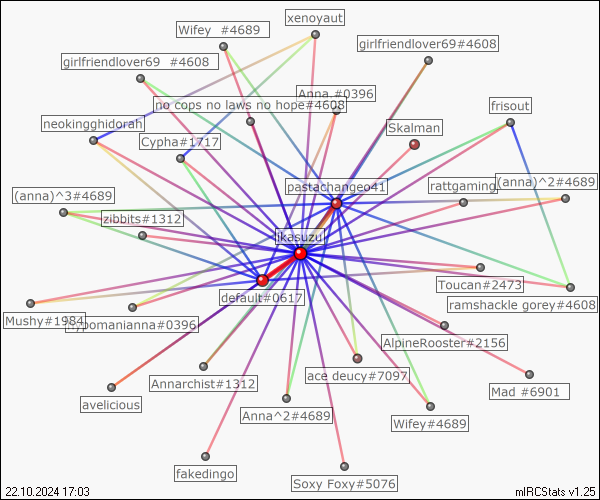 xenoyaut
Wifey  #4689
girlfriendlover69#4608
girlfriendlover69  #4608
Anna #0396
no cops no laws no hope#4608
frisout
neokingghidorah
Skalman
Cypha#1717
pastachangeo41
rattgaming
(anna)^2#4689
(anna)^3#4689
zibbits#1312
ikasuzu
Toucan#2473
default#0617
ramshackle gorey#4608
Mushy#1984
ypomanianna#0396
AlpineRooster#2156
ace deucy#7097
Annarchist#1312
Mad  #6901
avelicious
Anna^2#4689
Wifey#4689
fakedingo
Soxy Foxy#5076
22.10.2024 17:03
mIRCStats v1.25